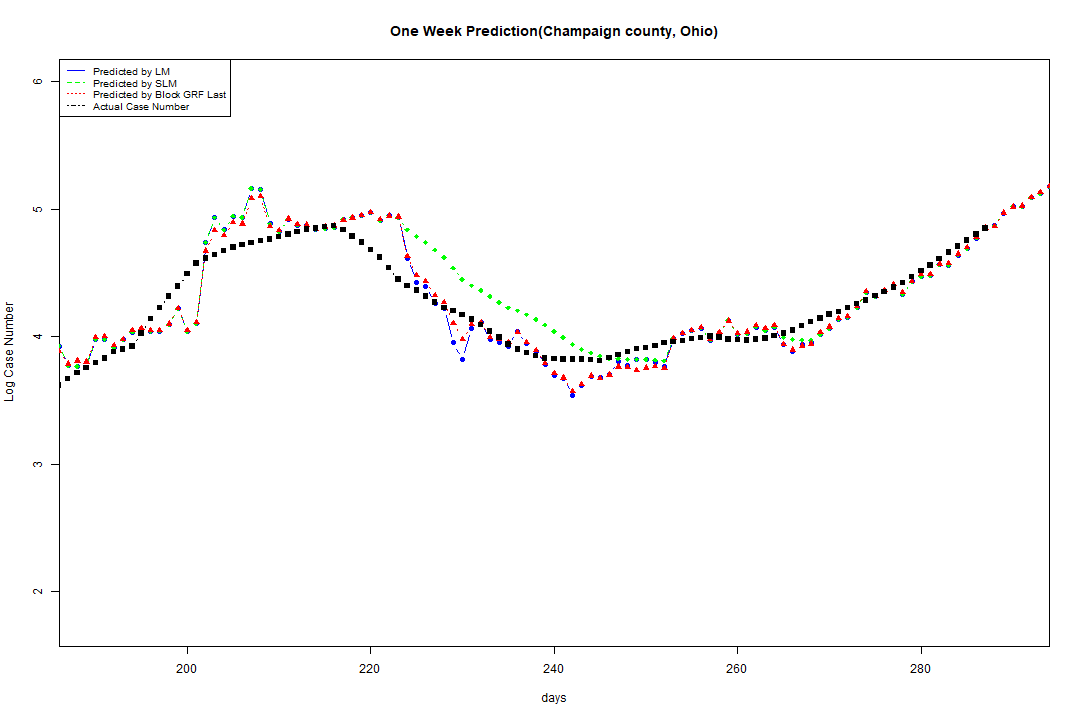 One Week Prediction(Champaign county, Ohio)
Predicted by LM
Predicted by SLM
Predicted by Block GRF Last
Actual Case Number
6
5
4
3
2
Log Case Number
200 220 240 260 280
days